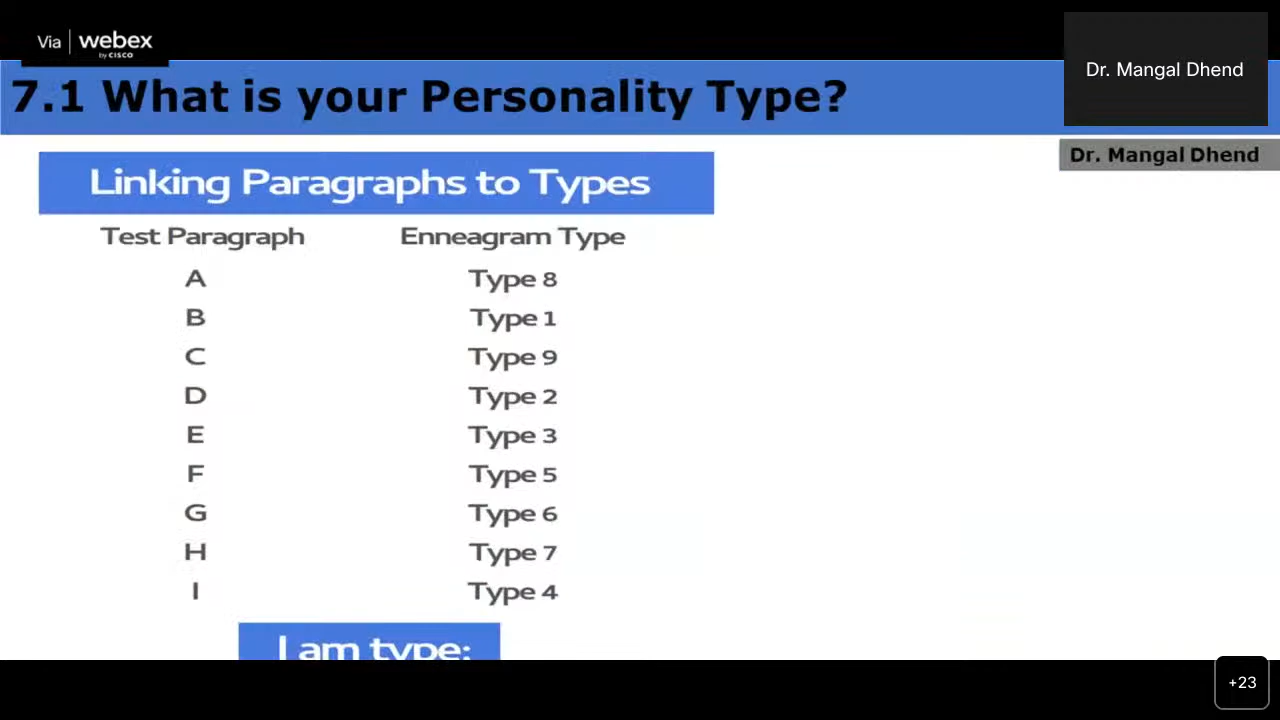 Via | webex
by CISCO
Dr. Mangal Dhend
7.1 What is your Personality Type?
Dr. Mangal Dhend
Linking Paragraphs to Types
Test Paragraph Enneagram Type
A Type 8
B Type 1
C Type 9
D Type 2
E Type 3
F Type 5
G Type 6
H Type 7
I Type 4
I am type:
+23